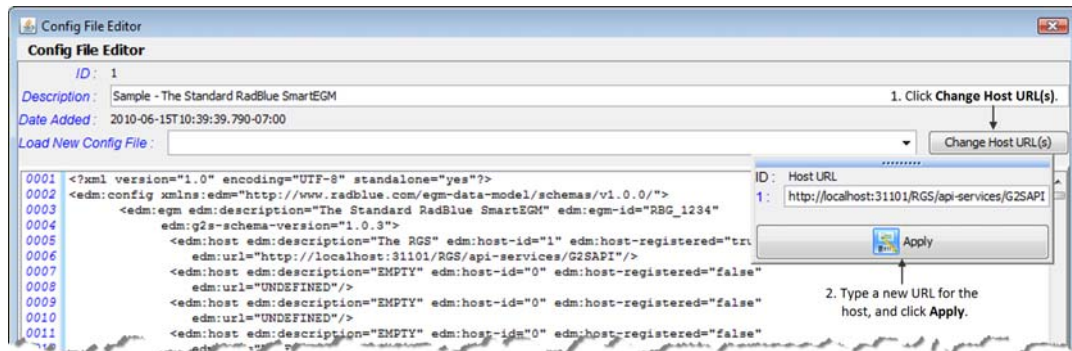 Config File Editor
Config File Editor
ID : 1
Description : Sample - The Standard RadBlue SmartEGM
1. Click Change Host URL(s).
Date Added : 2010-06-15T10:39:39.790-07:00
Load New Config File :
Change Host URL(s)
ID : Host URL
1 : http://localhost:31101/RGS/api-services/G2SAPI
Apply
2. Type a new URL for the
host, and click Apply.
0001 <?xml version="1.0" encoding="UTF-8" standalone="yes"?>
0002 <edm:config xmlns:edm="http://www.radblue.com/egm-data-model/schemas/v1.0.0/">
0003 <edm:egm edm:description="The Standard RadBlue SmartEGM" edm:egm-id="RBG_1234"
0004 edm:g2s-schema-version="1.0.3">
0005 <edm:host edm:description="The RGS" edm:host-id="1" edm:host-registered="tru
0006 edm:url="http://localhost:31101/RGS/api-services/G2SAPI"/>
0007 <edm:host edm:description="EMPTY" edm:host-id="0" edm:host-registered="false"
0008 edm:url="UNDEFINED"/>
0009 <edm:host edm:description="EMPTY" edm:host-id="0" edm:host-registered="false"
0010 edm:url="UNDEFINED"/>
0011 <edm:host edm:description="EMPTY" edm:host-id="0" edm:host-registered="false"